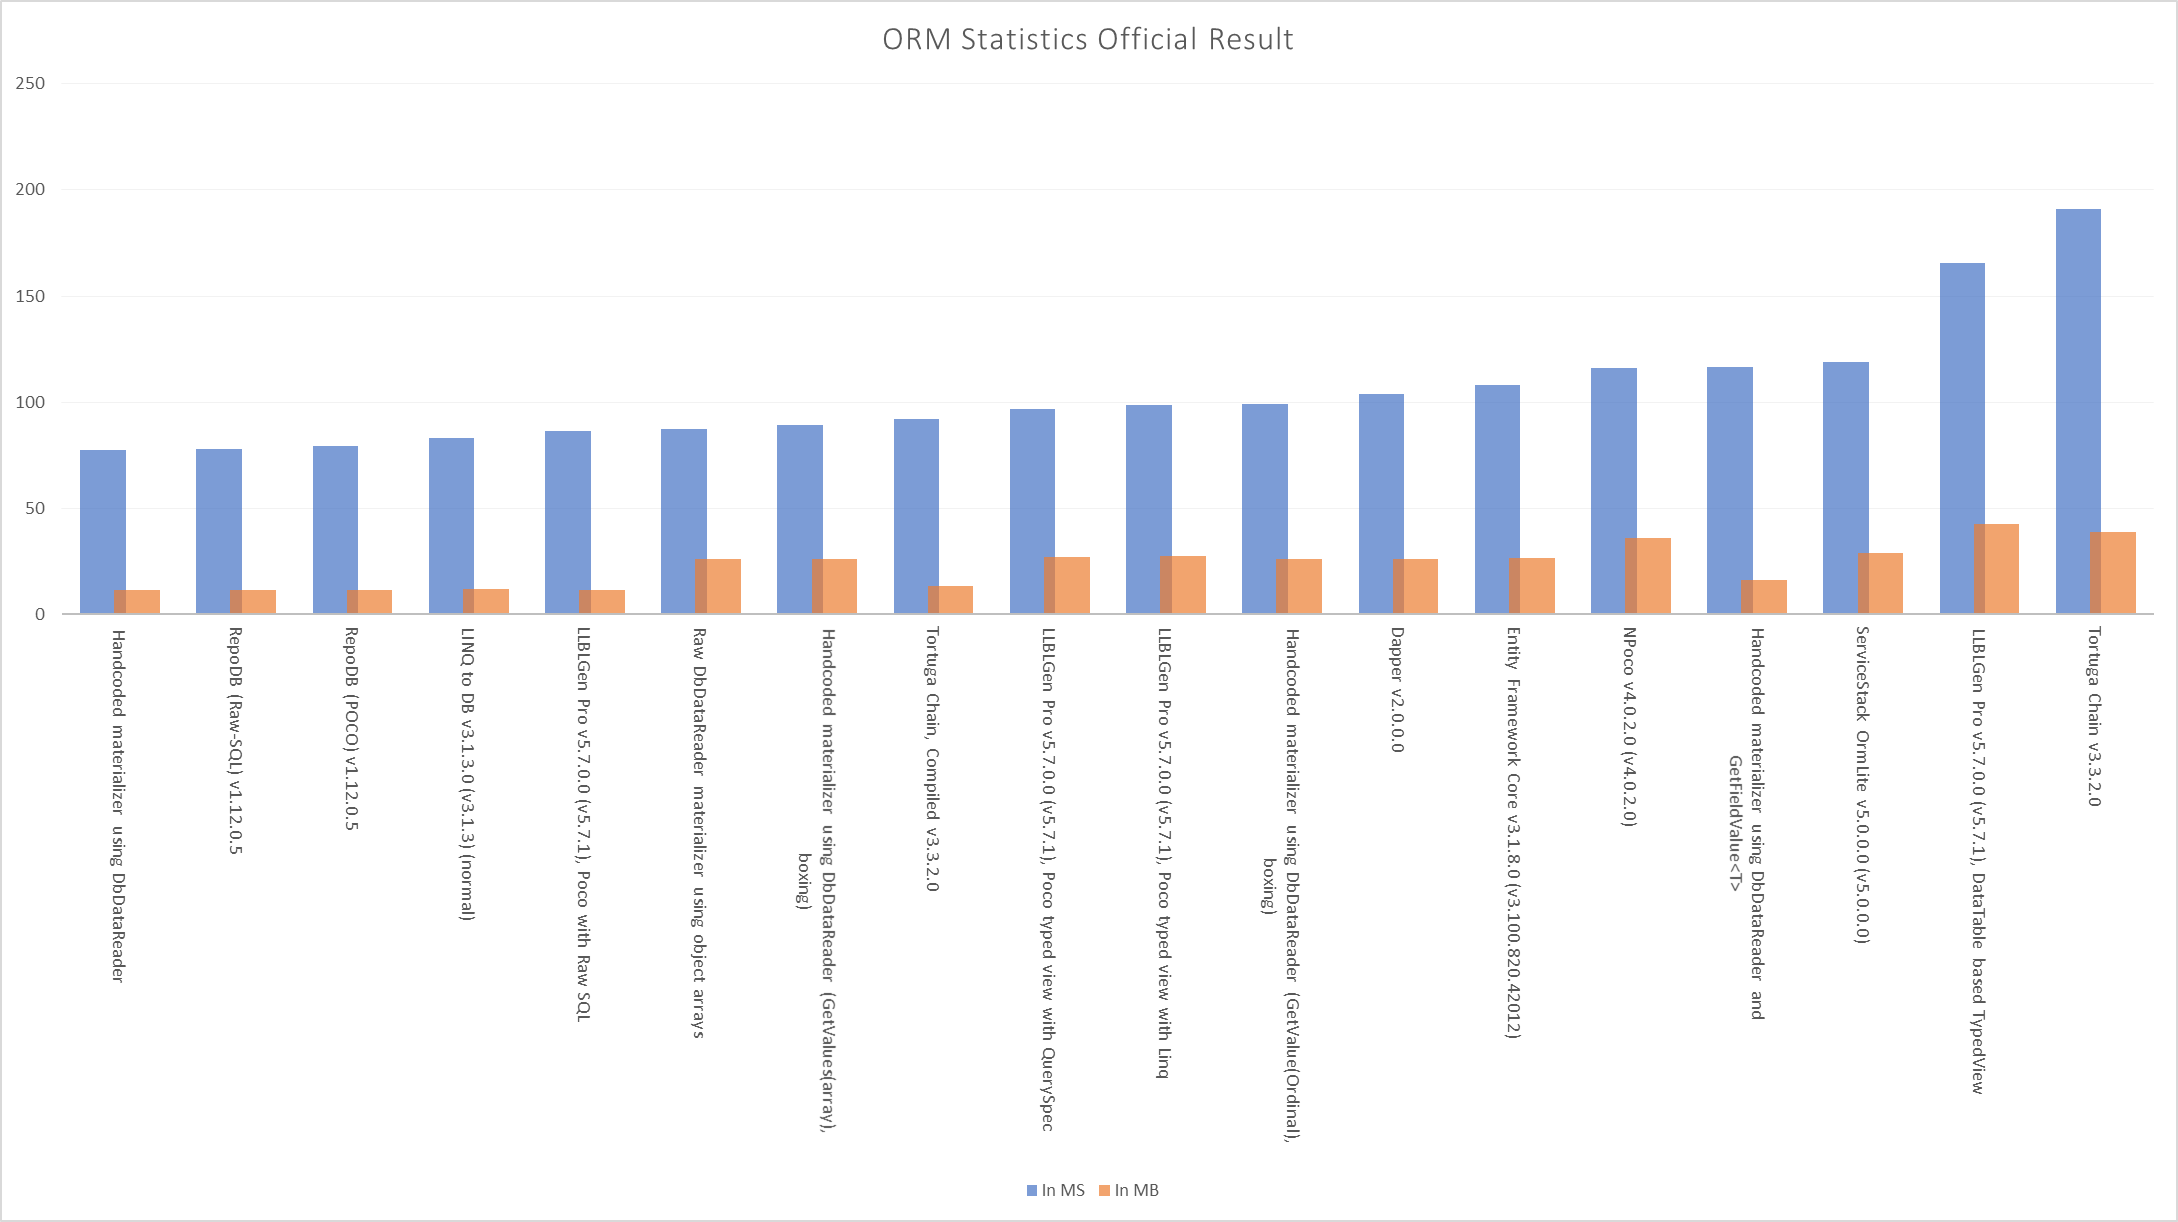 ORM Statistics Official Result
250
200
150
100
50
0
Handcoded materializer using DbDataReader
RepoDB (Raw-SQL) v1.12.0.5
RepoDB (POCO) v1.12.0.5
LINQ to DB v3.1.3.0 (v3.1.3) (normal)
LLBLGen Pro v5.7.0.0 (v5.7.1), Poco with Raw SQL
Raw DbDataReader materializer using object arrays
Handcoded materializer using DbDataReader (GetValues(array),
boxing)
Tortuga Chain, Compiled v3.3.2.0
LLBLGen Pro v5.7.0.0 (v5.7.1), Poco typed view with QuerySpec
LLBLGen Pro v5.7.0.0 (v5.7.1), Poco typed view with Linq
Handcoded materializer using DbDataReader (GetValue(Ordinal),
boxing)
Dapper v2.0.0.0
Entity Framework Core v3.1.8.0 (v3.100.820.42012)
NPoco v4.0.2.0 (v4.0.2.0)
Handcoded materializer using DbDataReader and
GetFieldValue<T>
ServiceStack OrmLite v5.0.0.0 (v5.0.0.0)
LLBLGen Pro v5.7.0.0 (v5.7.1), DataTable based TypedView
Tortuga Chain v3.3.2.0
In MS
In MB